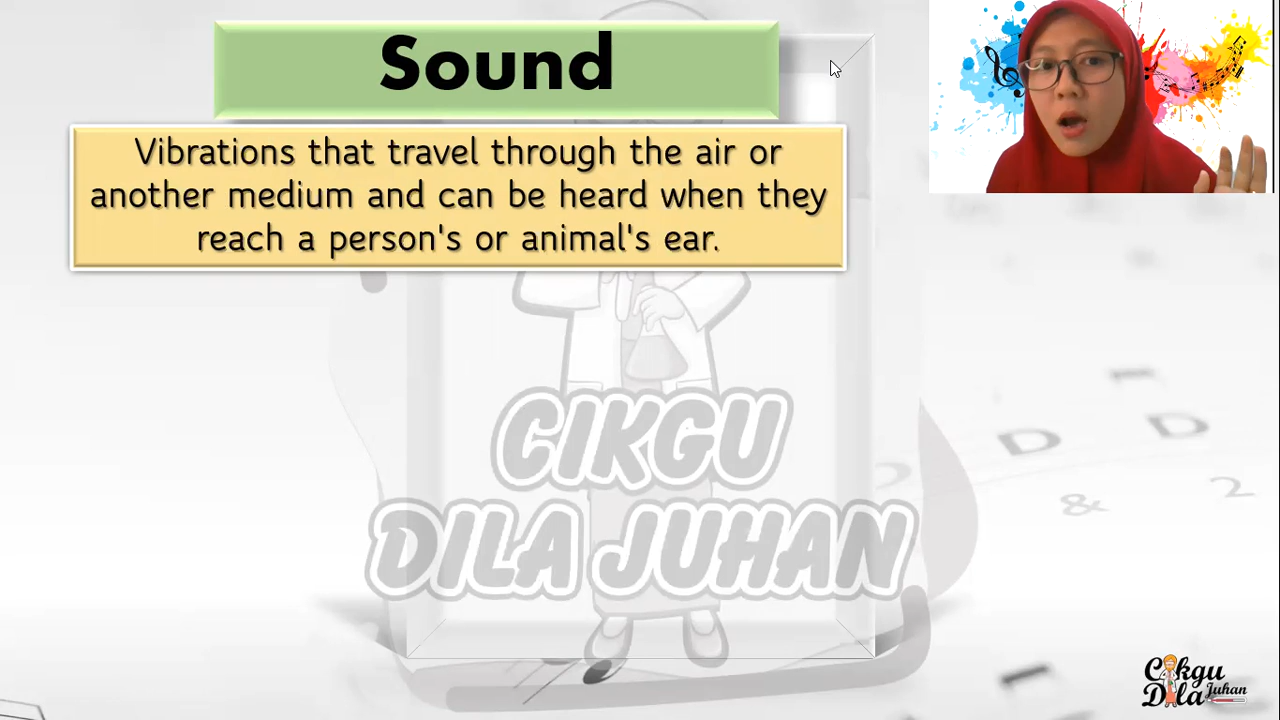 Sound
Vibrations that travel through the air or
another medium and can be heard when they
reach a person's or animal's ear.
CIKGU
DILA JUHAN
D
D
&
2
Cikgu
Dila Juhan